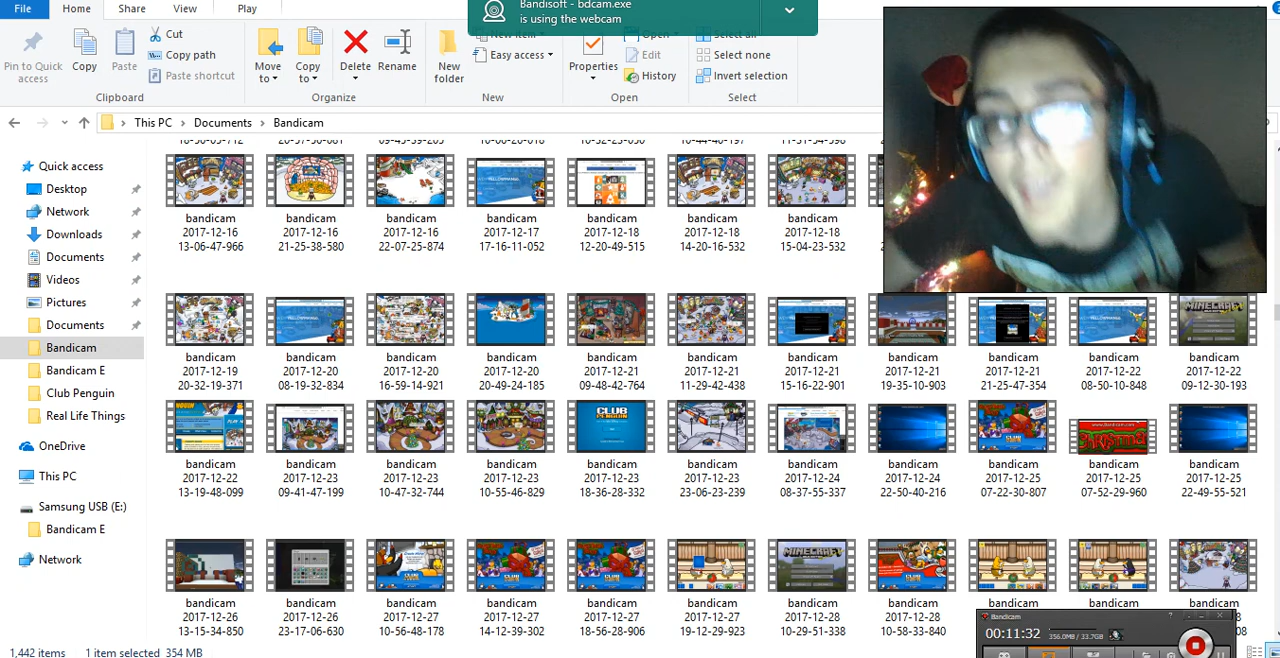 File Home Share View Play
Bandisoft - bdcam.exe
is using the webcam
Pin to Quick access
Copy
Paste
Cut
Copy path
Paste shortcut
Move to
Copy to
Delete
Rename
New folder
New item
Easy access
Properties
Open
Edit
History
Select all
Select none
Invert selection
Clipboard
Organize
New
Open
Select
This PC > Documents > Bandicam
Quick access
Desktop
Network
Downloads
Documents
Videos
Pictures
Documents
Bandicam
Bandicam E
Club Penguin
Real Life Things
OneDrive
This PC
Samsung USB (E:)
Bandicam E
Network
bandicam 2017-12-16 13-06-47-966
bandicam 2017-12-16 21-25-38-580
bandicam 2017-12-16 22-07-25-874
bandicam 2017-12-17 17-16-11-052
bandicam 2017-12-18 12-20-49-515
bandicam 2017-12-18 14-20-16-532
bandicam 2017-12-18 15-04-23-532
bandicam 2017-12-19 20-32-19-371
bandicam 2017-12-20 08-19-32-834
bandicam 2017-12-20 16-59-14-921
bandicam 2017-12-20 20-49-24-185
bandicam 2017-12-21 09-48-42-764
bandicam 2017-12-21 11-29-42-438
bandicam 2017-12-21 15-16-22-901
bandicam 2017-12-21 19-35-10-903
bandicam 2017-12-21 21-25-47-354
bandicam 2017-12-22 08-50-10-848
MINECRAFT
bandicam 2017-12-22 09-12-30-193
bandicam 2017-12-22 13-19-48-099
bandicam 2017-12-23 09-41-47-199
bandicam 2017-12-23 10-47-32-744
bandicam 2017-12-23 10-55-46-829
CLUB PENGUIN
bandicam 2017-12-23 18-36-28-332
bandicam 2017-12-23 23-06-23-239
bandicam 2017-12-24 08-37-55-337
bandicam 2017-12-24 22-50-40-216
bandicam 2017-12-25 07-22-30-807
bandicam 2017-12-25 07-52-29-960
bandicam 2017-12-25 22-49-55-521
bandicam 2017-12-26 13-15-34-850
bandicam 2017-12-26 23-17-06-630
bandicam 2017-12-27 10-56-48-178
bandicam 2017-12-27 14-12-39-302
bandicam 2017-12-27 18-56-28-906
bandicam 2017-12-27 19-12-29-923
MINECRAFT
bandicam 2017-12-28 10-29-51-338
bandicam 2017-12-28 10-58-33-840
Bandicam
00:11:32 356.0MB / 33.7GB
1,442 items 1 item selected 354 MB